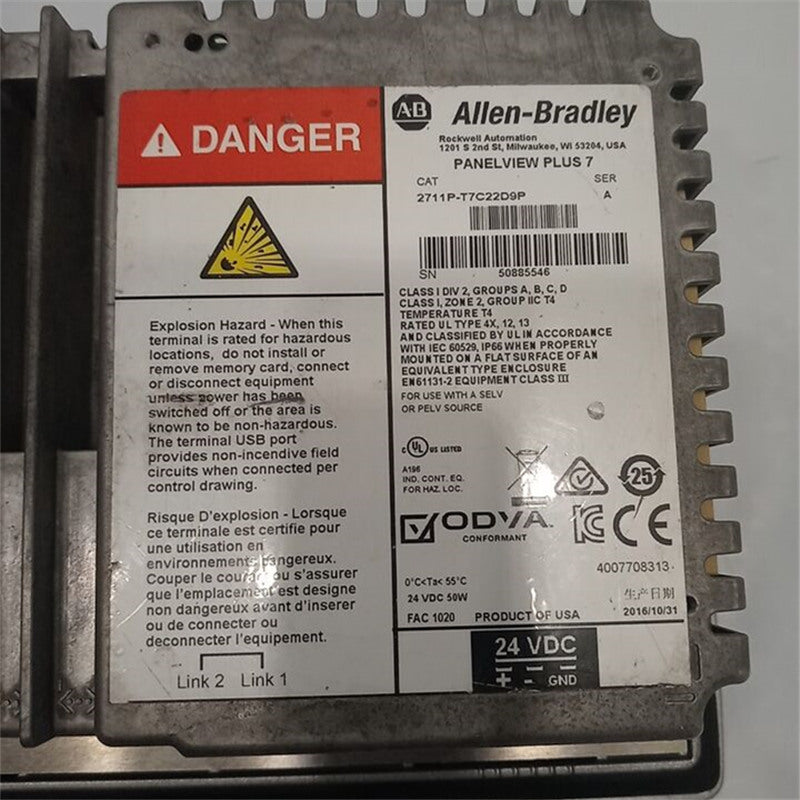 DANGER
Explosion Hazard - When this
terminal is rated for hazardous
locations, do not install or
remove memory card, connect
or disconnect equipment
unless power has been
switched off or the area is
known to be non-hazardous.
The terminal USB port
provides non-incendive field
circuits when connected per
control drawing.
Risque D'explosion - Lorsque
ce terminale est certifie pour
une utilisation en
environnements dangereux.
Couper le courant ou s'assurer
que l'emplacement est designe
non dangereux avant d'inserer
ou de connecter ou
deconnecter l'equipement.
Link 2 Link 1
AB Allen-Bradley
Rockwell Automation
1201 S 2nd St, Milwaukee, WI 53204, USA
PANELVIEW PLUS 7
CAT SER
2711P-T7C22D9P A
SN 50885546
CLASS I DIV 2, GROUPS A, B, C, D
CLASS I, ZONE 2, GROUP IIC T4
TEMPERATURE T4
RATED UL TYPE 4X, 12, 13
AND CLASSIFIED BY UL IN ACCORDANCE
WITH IEC 60529, IP66 WHEN PROPERLY
MOUNTED ON A FLAT SURFACE OF AN
EQUIVALENT TYPE ENCLOSURE
EN61131-2 EQUIPMENT CLASS III
FOR USE WITH A SELV
OR PELV SOURCE
c UL US LISTED
A196
IND. CONT. EQ.
FOR HAZ. LOC.
25
ODVA
CONFORMANT
KC CE
4007708313
0°C<Ta< 55°C
24 VDC 50W
生产日期
FAC 1020 PRODUCT OF USA 2016/10/31
24 VDC
+ - GND